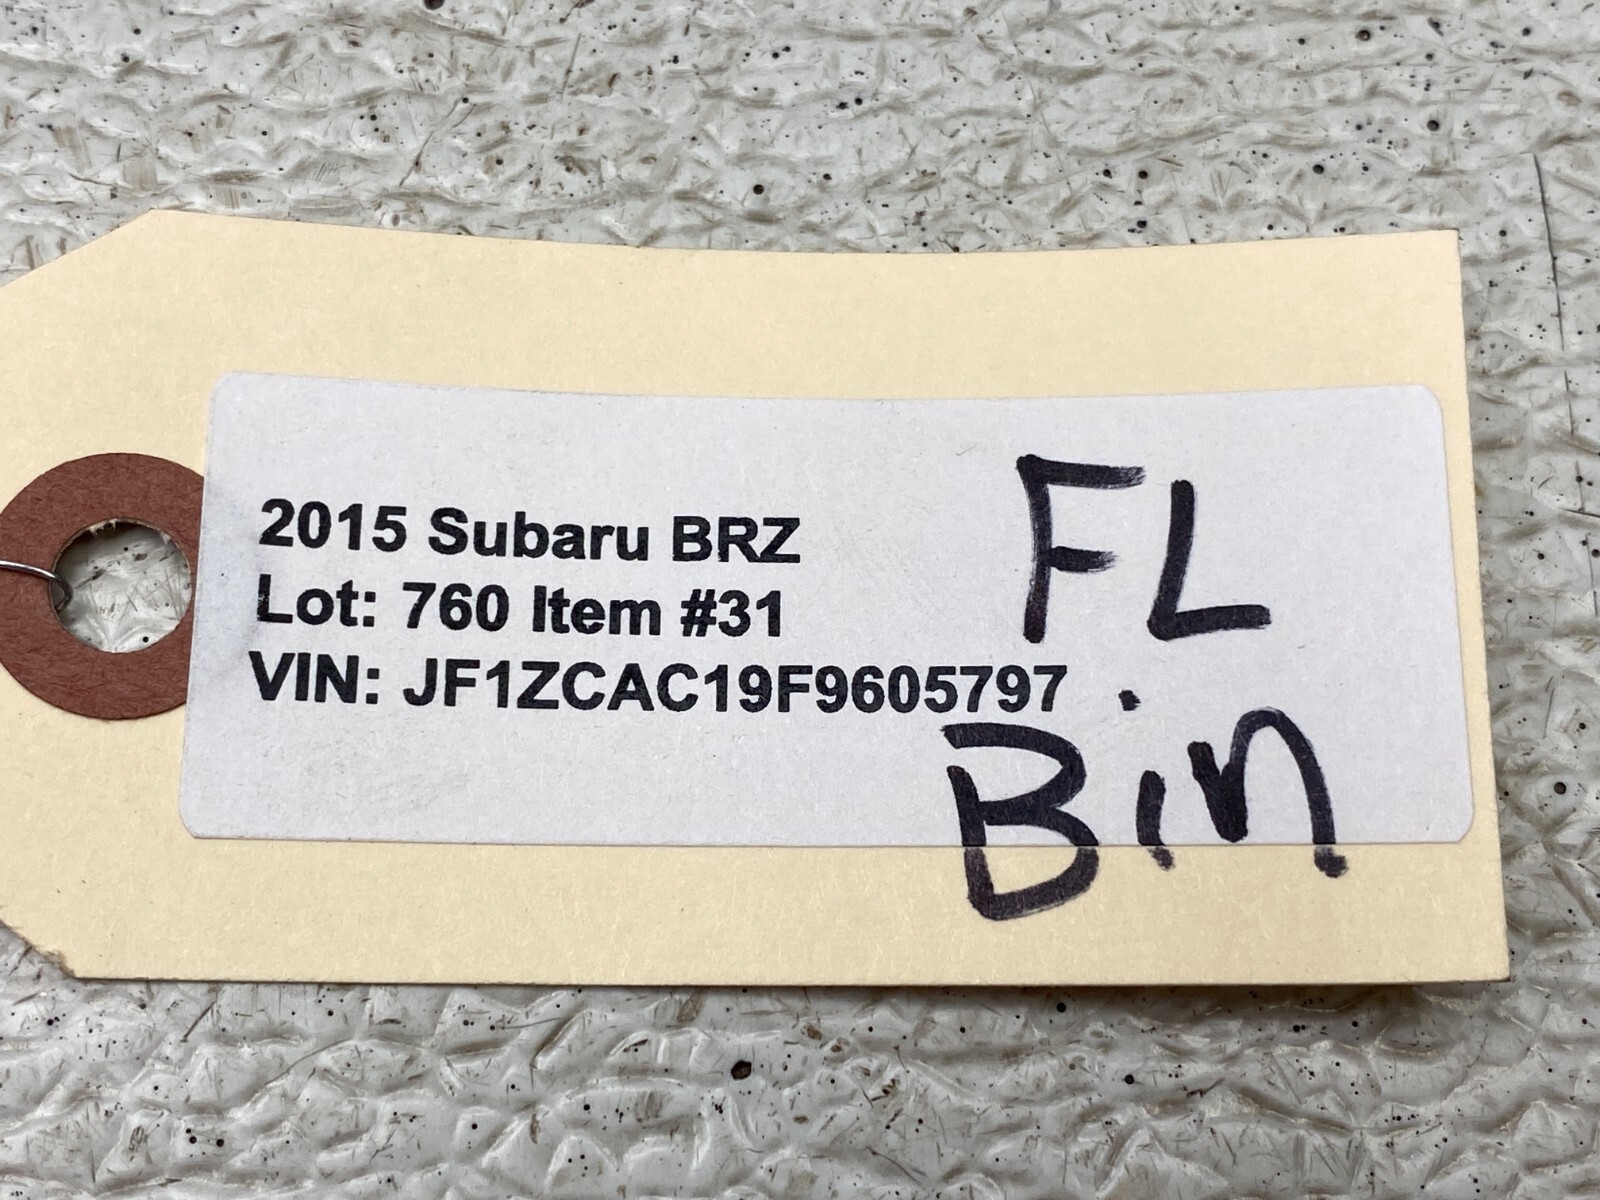 2015 Subaru BRZ
Lot: 760 Item #31
VIN: JF1ZCAC19F9605797
FL
Bin